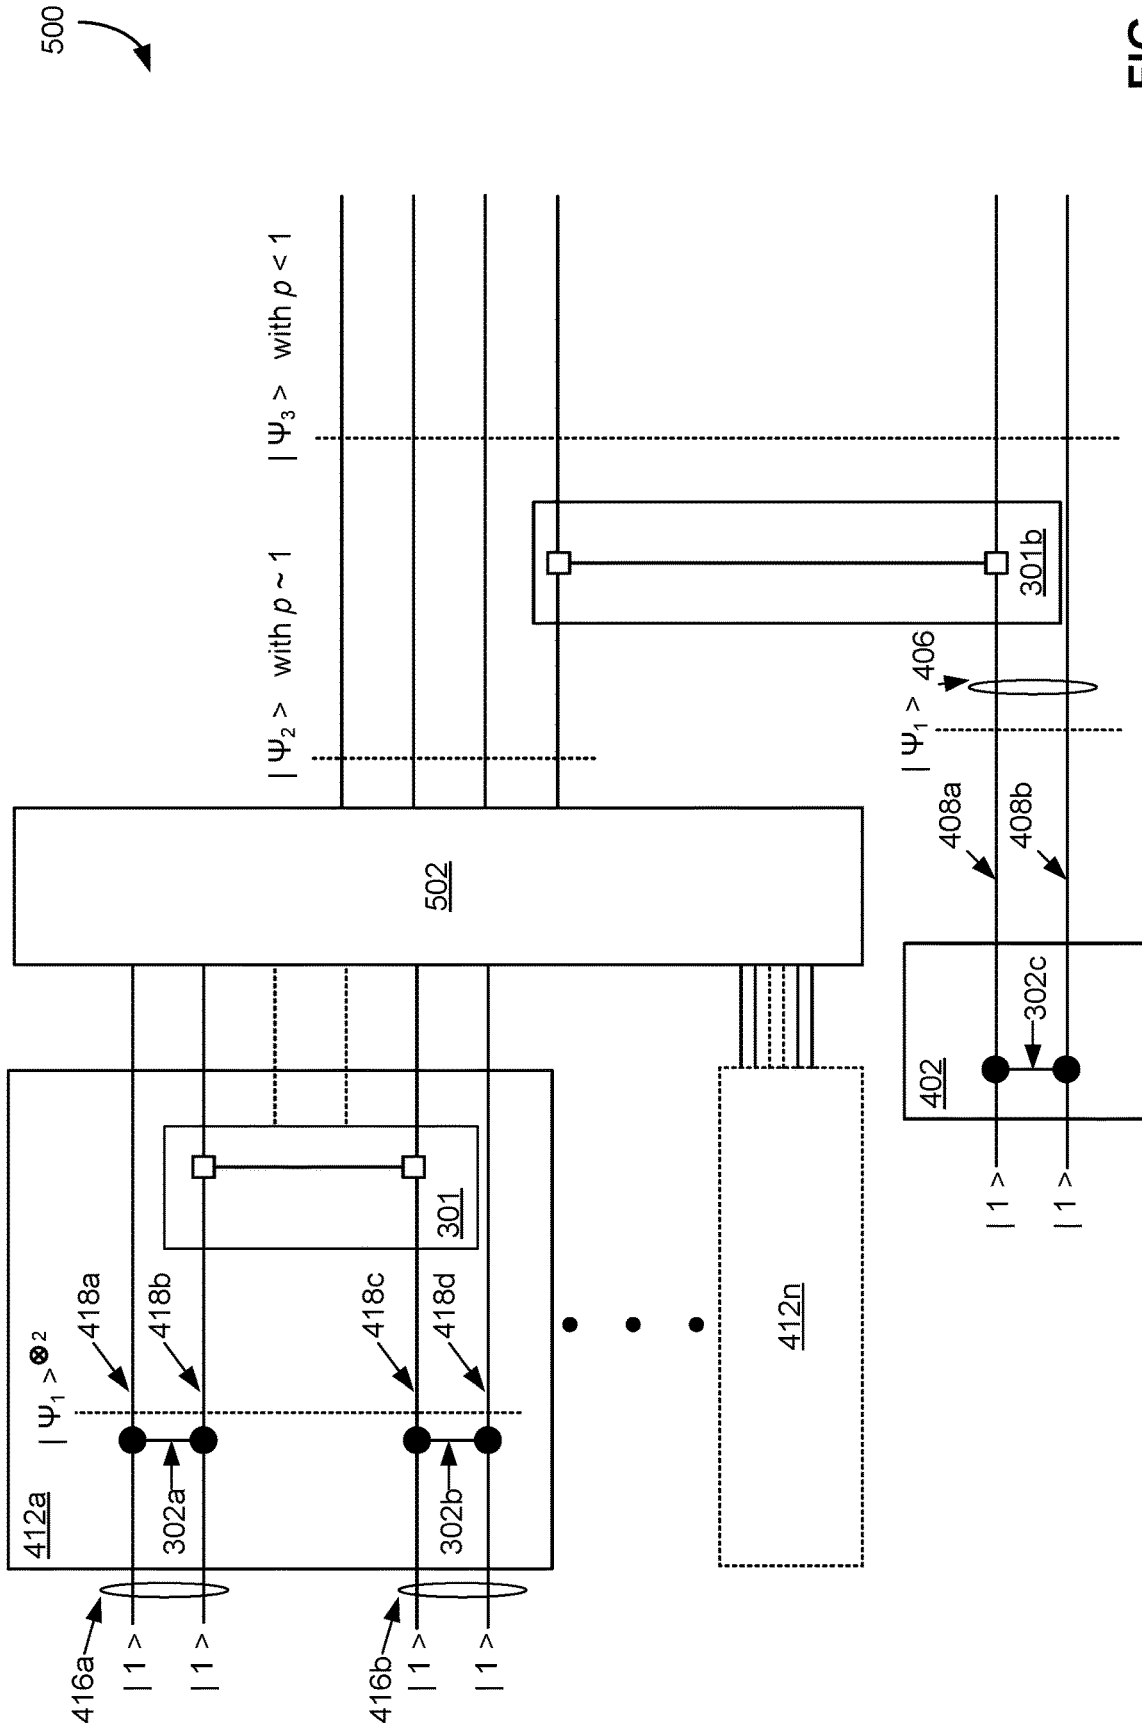 500
412a
| Ψ₁ >⊗2
416a
| 1 >
| 1 >
302a
418a
418b
301
416b
| 1 >
| 1 >
302b
418c
418d
412n
502
| Ψ₂ > with p ~ 1
| Ψ₃ > with p < 1
301b
402
| 1 >
| 1 >
302c
408a
408b
| Ψ₁ >
406
FIG